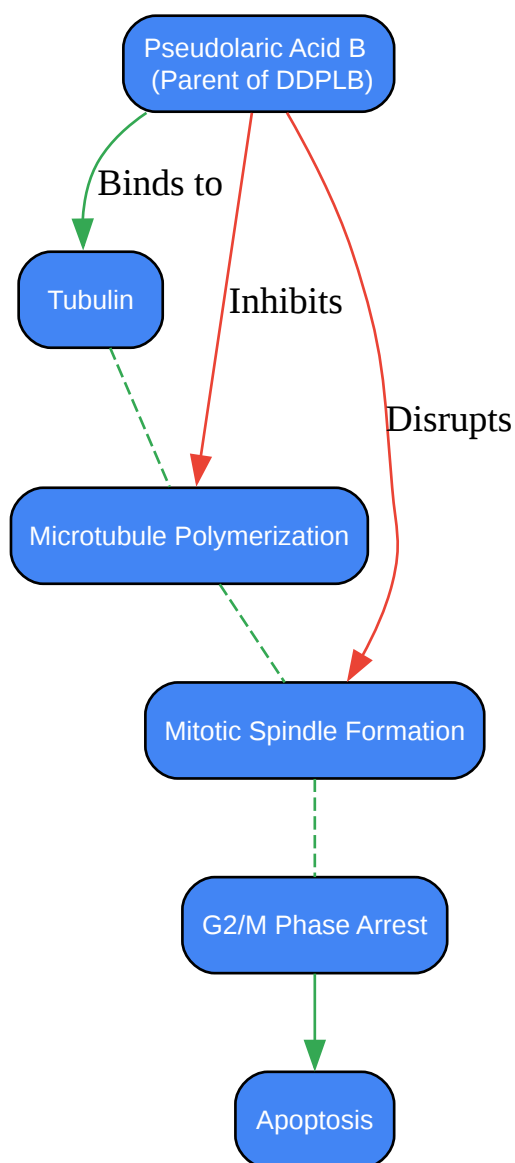 Pseudolaric Acid B
(Parent of DDPLB)
Binds to
Tubulin
Inhibits
Disrupts
Microtubule Polymerization
Mitotic Spindle Formation
G2/M Phase Arrest
Apoptosis